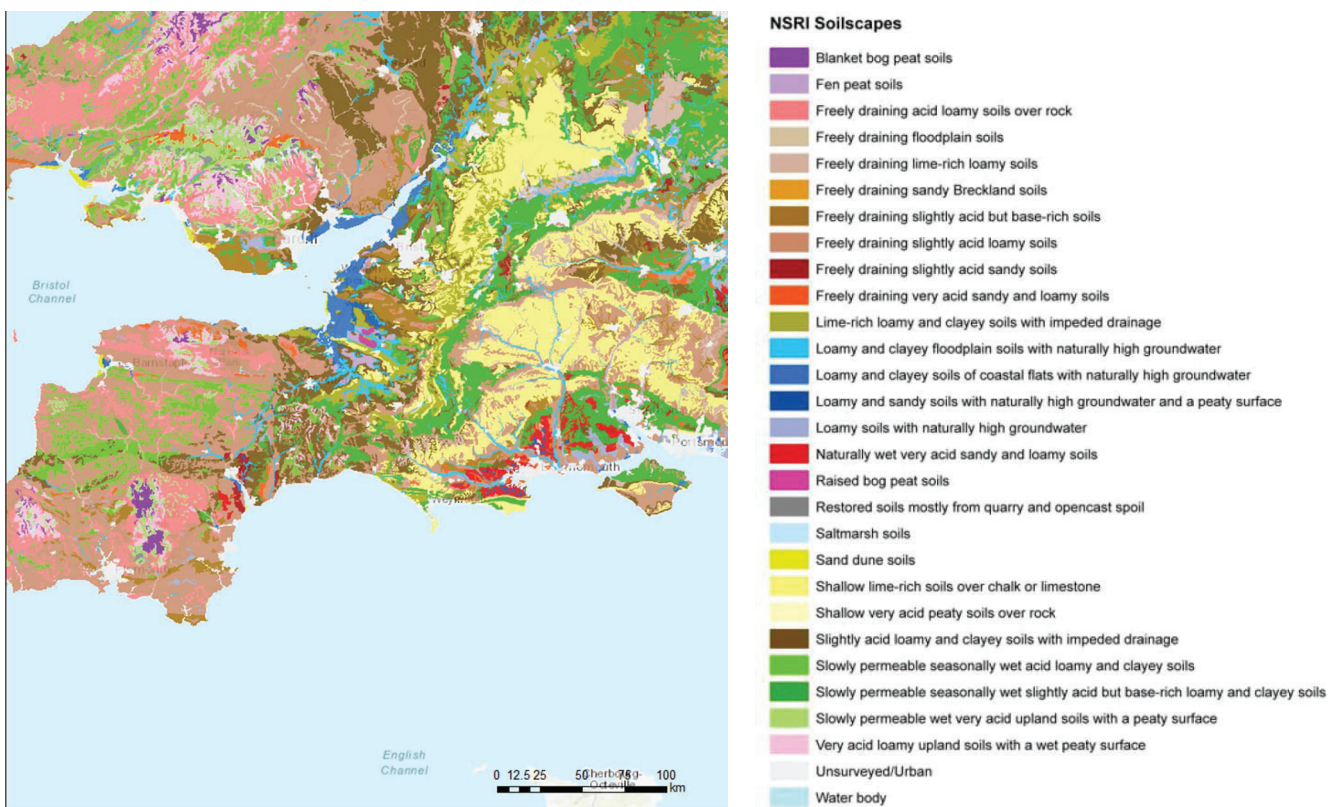 Bristol
Channel
Barnstap
Weym
English
Channel
0 12.5 25 50 75 100
km
Cherbourg-
Octeville
NSRI Soilscapes
Blanket bog peat soils
Fen peat soils
Freely draining acid loamy soils over rock
Freely draining floodplain soils
Freely draining lime-rich loamy soils
Freely draining sandy Breckland soils
Freely draining slightly acid but base-rich soils
Freely draining slightly acid loamy soils
Freely draining slightly acid sandy soils
Freely draining very acid sandy and loamy soils
Lime-rich loamy and clayey soils with impeded drainage
Loamy and clayey floodplain soils with naturally high groundwater
Loamy and clayey soils of coastal flats with naturally high groundwater
Loamy and sandy soils with naturally high groundwater and a peaty surface
Loamy soils with naturally high groundwater
Naturally wet very acid sandy and loamy soils
Raised bog peat soils
Restored soils mostly from quarry and opencast spoil
Saltmarsh soils
Sand dune soils
Shallow lime-rich soils over chalk or limestone
Shallow very acid peaty soils over rock
Slightly acid loamy and clayey soils with impeded drainage
Slowly permeable seasonally wet acid loamy and clayey soils
Slowly permeable seasonally wet slightly acid but base-rich loamy and clayey soils
Slowly permeable wet very acid upland soils with a peaty surface
Very acid loamy upland soils with a wet peaty surface
Unsurveyed/Urban
Water body